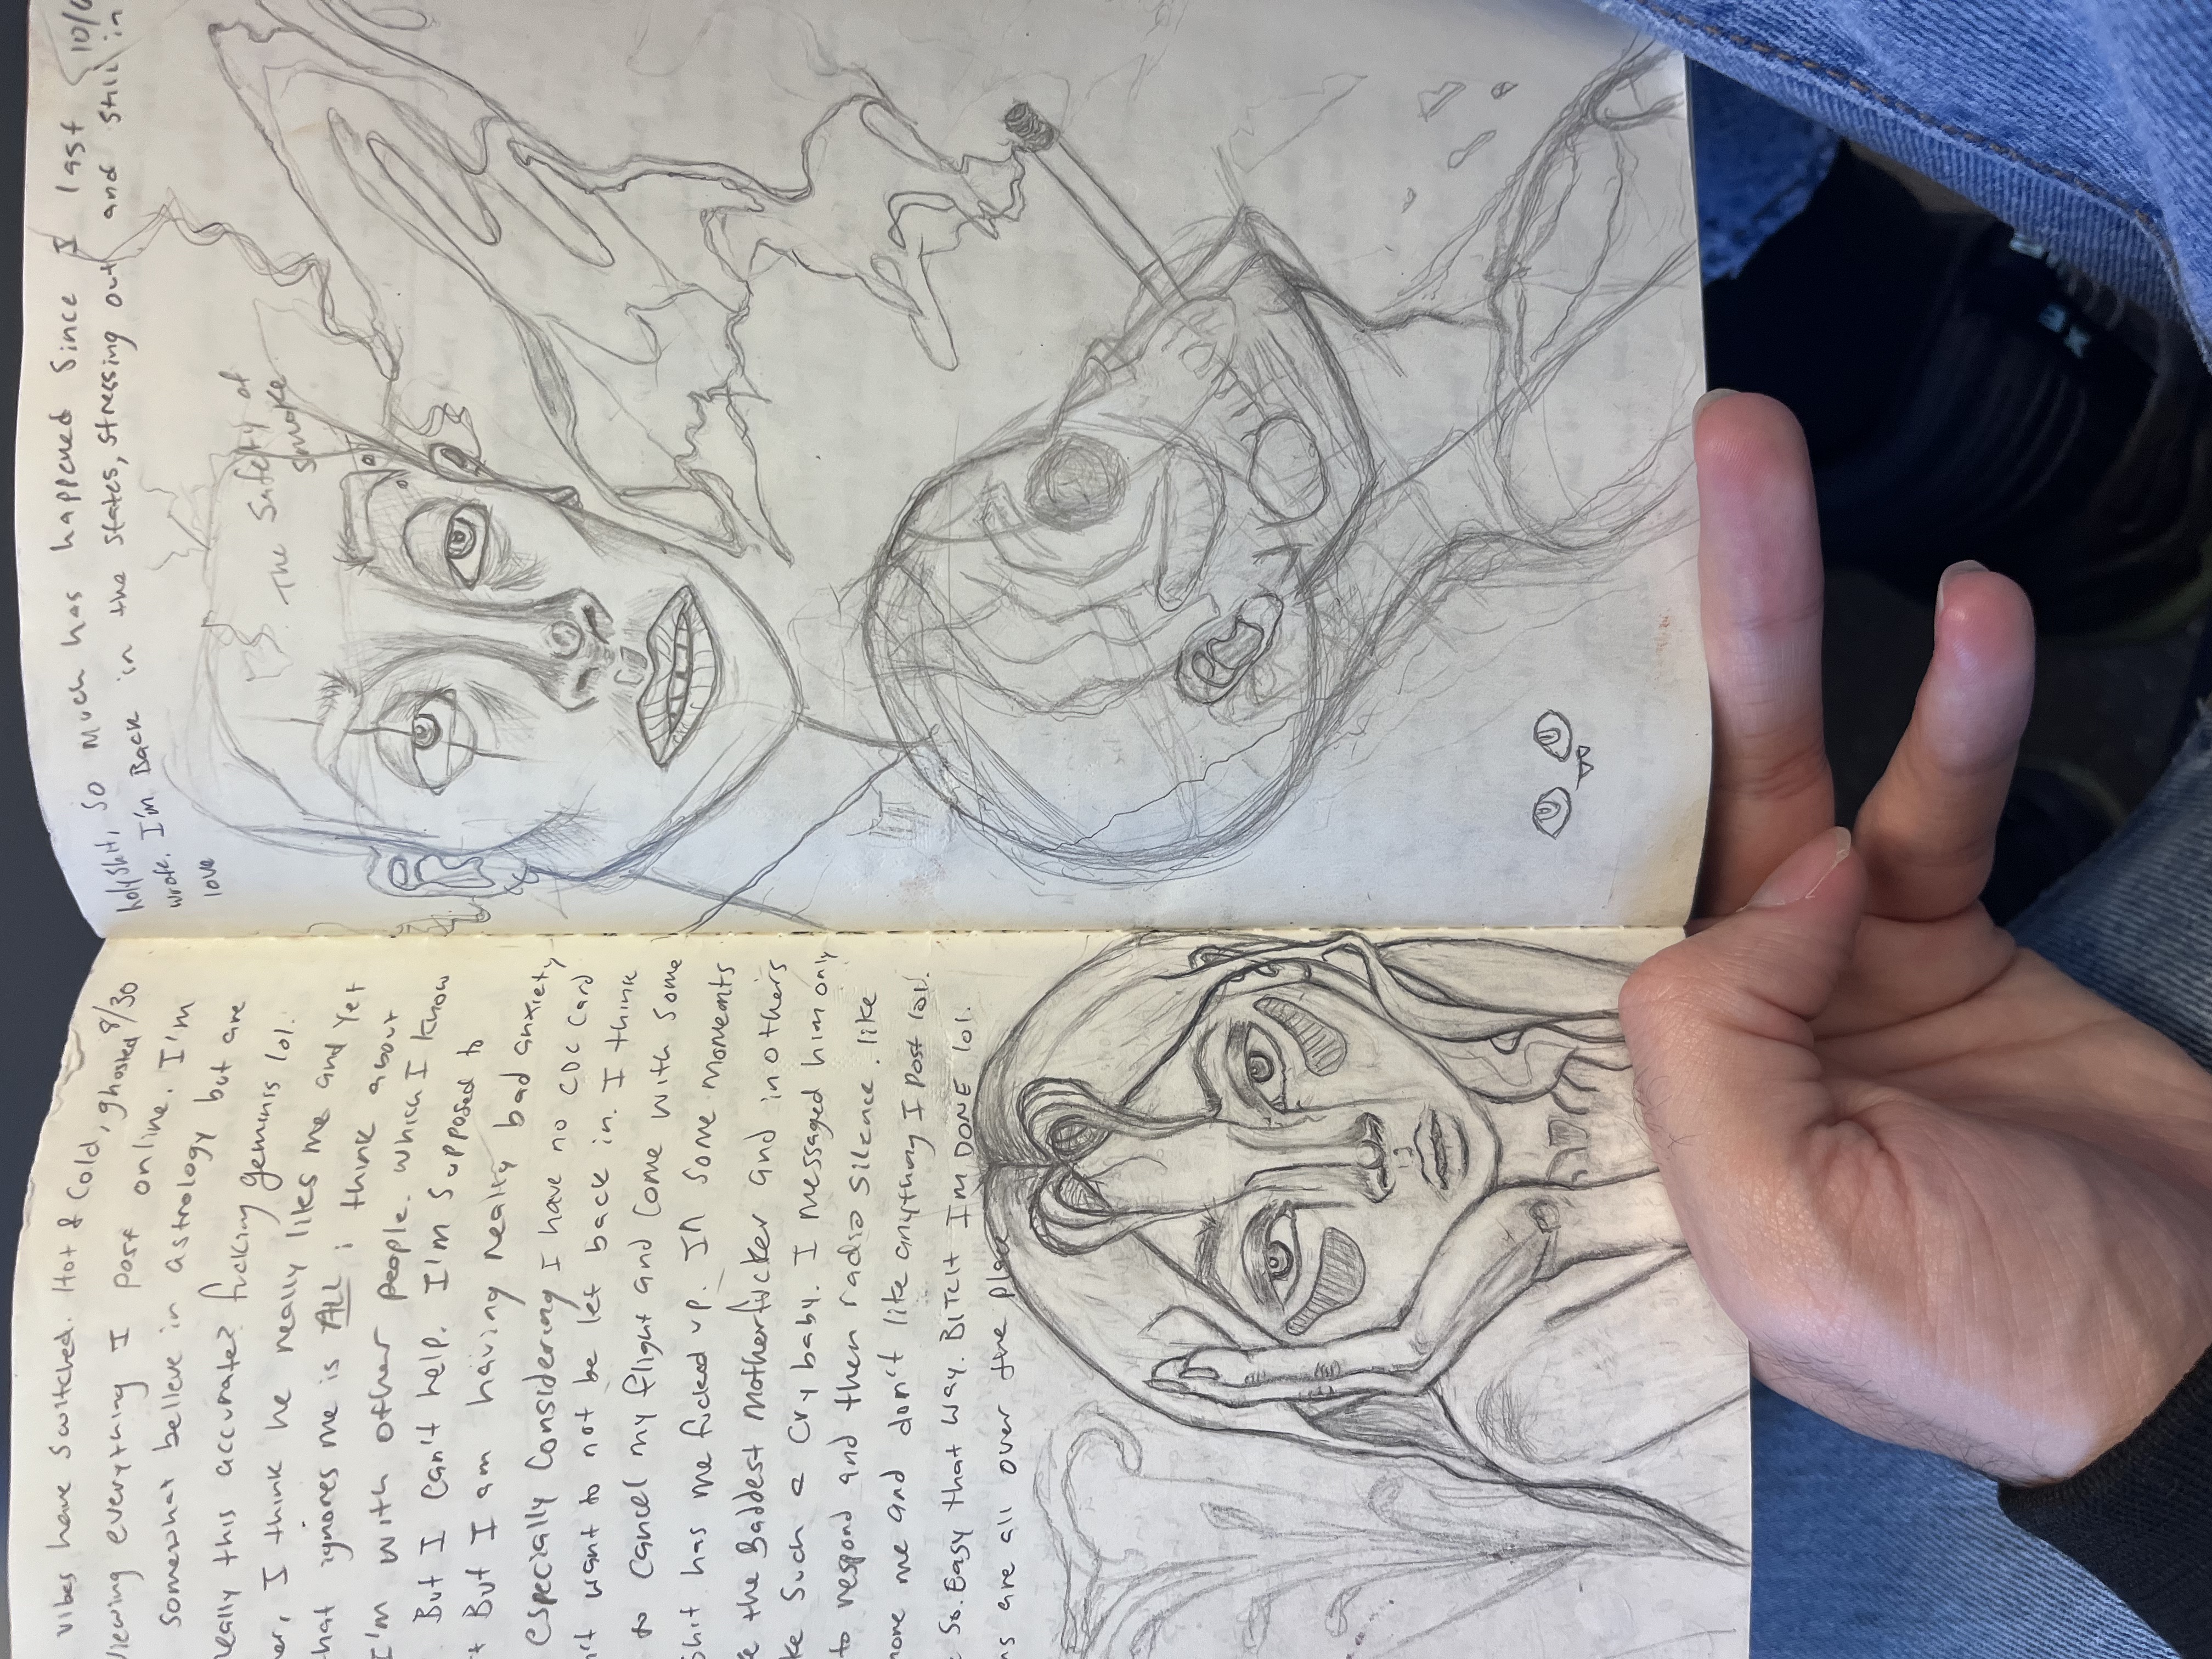 vibes have switched. Hot & Cold, ghosted 8/30
viewing everything I post online. I'm
somewhat believe in astrology but are
really this accurate? fucking geminis lol.
I think he really likes me and yet
that ignores me is ALL i think about
I'm with other people. which I know
But I can't help. I'm supposed to
But I am having really bad anxiety
especially Considering I have no CDC Card
want to not be let back in. I think
to cancel my flight and come with some
Shit has me fucked up. In some moments
the Baddest Motherfucker and in others
such a Cry baby. I messaged him only
to respond and then radio silence. like
me and don't like anything I post lol.
So. Easy that way. BITCH I'M DONE lol.
are all over the place
holy shit, So much has happened Since I last 10/
wrote. I'm Back in the States, stressing out and still in
love
The Safety of
smoke